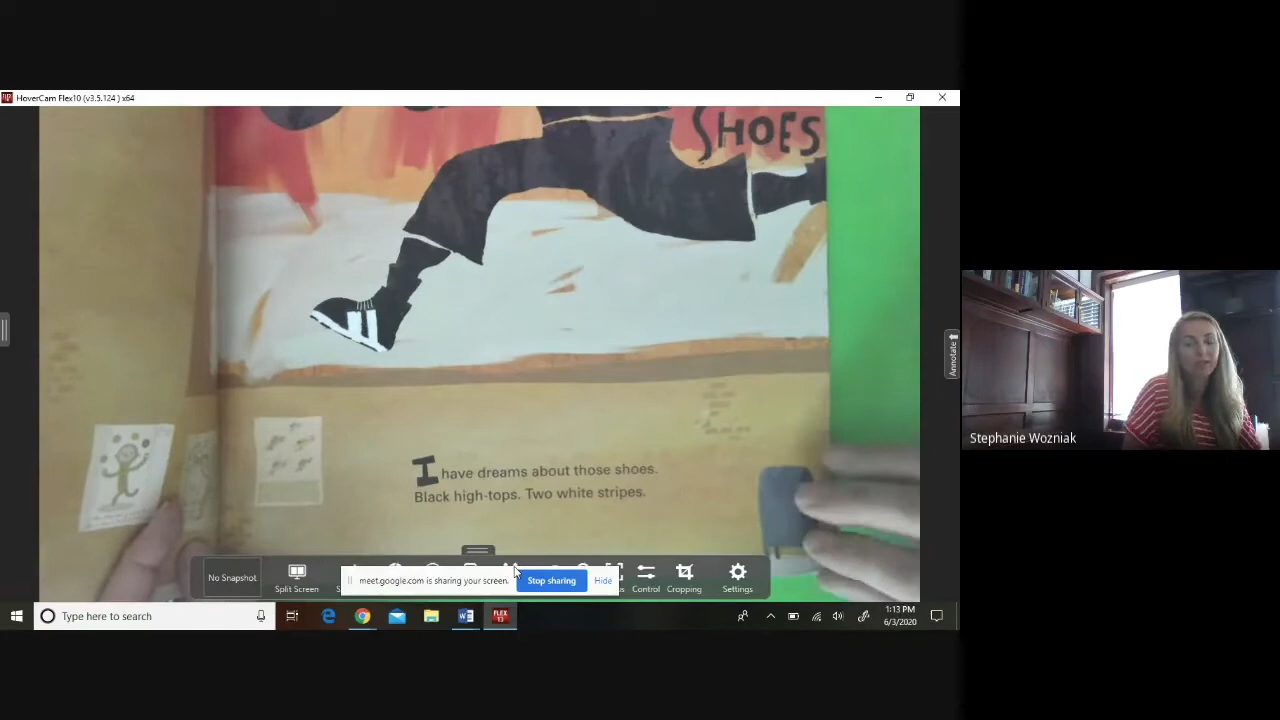 HoverCam Flex10 (v3.5.124 ) x64
SHOES
Annotate
I have dreams about those shoes.
Black high-tops. Two white stripes.
Stephanie Wozniak
No Snapshot
Split Screen
meet.google.com is sharing your screen.
Stop sharing
Hide
Control
Cropping
Settings
Type here to search
FLEX
1:13 PM
6/3/2020